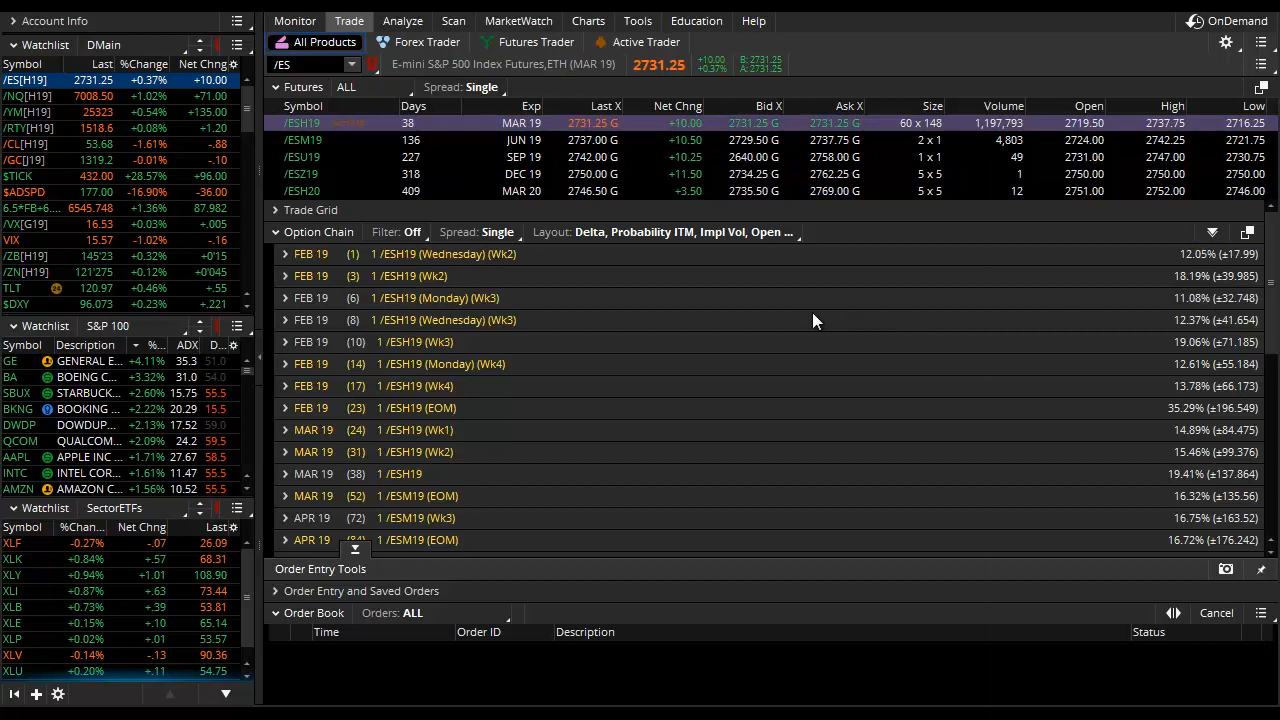 Account Info
Monitor Trade Analyze Scan MarketWatch Charts Tools Education Help OnDemand
Watchlist DMain
All Products Forex Trader Futures Trader Active Trader
Symbol Last %Change Net Chng
/ES E-mini S&P 500 Index Futures,ETH (MAR 19) 2731.25 +10.00 +0.37% B: 2731.25 A: 2731.25
/ES[H19] 2731.25 +0.37% +10.00
/NQ[H19] 7008.50 +1.02% +71.00
/YM[H19] 25323 +0.54% +135.00
/RTY[H19] 1518.6 +0.08% +1.20
/CL[H19] 53.68 -1.61% -.88
/GC[J19] 1319.2 -0.01% -.10
$TICK 432.00 +28.57% +96.00
$ADSPD 177.00 -16.90% -36.00
6.5*FB+6.... 6545.748 +1.36% 87.982
/VX[G19] 16.53 +0.03% +.005
VIX 15.57 -1.02% -.16
/ZB[H19] 145'23 +0.32% +0'15
/ZN[H19] 121'275 +0.12% +0'045
TLT 24 120.97 +0.46% +.55
$DXY 96.073 +0.23% +.221
Futures ALL Spread: Single
Symbol Days Exp Last X Net Chng Bid X Ask X Size Volume Open High Low
/ESH19 38 MAR 19 2731.25 G +10.00 2731.25 G 2731.25 G 60 x 148 1,197,793 2719.50 2737.75 2716.25
/ESM19 136 JUN 19 2737.00 G +10.50 2729.50 G 2737.75 G 2 x 1 4,803 2724.00 2742.25 2721.75
/ESU19 227 SEP 19 2742.00 G +10.25 2640.00 G 2758.00 G 1 x 1 49 2731.00 2747.00 2730.75
/ESZ19 318 DEC 19 2750.00 G +11.50 2734.25 G 2762.25 G 5 x 5 1 2750.00 2750.00 2750.00
/ESH20 409 MAR 20 2746.50 G +3.50 2735.50 G 2769.00 G 5 x 5 12 2751.00 2752.00 2746.00
Trade Grid
Option Chain Filter: Off Spread: Single Layout: Delta, Probability ITM, Impl Vol, Open ...
FEB 19 (1) 1 /ESH19 (Wednesday) (Wk2) 12.05% (±17.99)
FEB 19 (3) 1 /ESH19 (Wk2) 18.19% (±39.985)
FEB 19 (6) 1 /ESH19 (Monday) (Wk3) 11.08% (±32.748)
FEB 19 (8) 1 /ESH19 (Wednesday) (Wk3) 12.37% (±41.654)
FEB 19 (10) 1 /ESH19 (Wk3) 19.06% (±71.185)
FEB 19 (14) 1 /ESH19 (Monday) (Wk4) 12.61% (±55.184)
FEB 19 (17) 1 /ESH19 (Wk4) 13.78% (±66.173)
FEB 19 (23) 1 /ESH19 (EOM) 35.29% (±196.549)
MAR 19 (24) 1 /ESH19 (Wk1) 14.89% (±84.475)
MAR 19 (31) 1 /ESH19 (Wk2) 15.46% (±99.376)
MAR 19 (38) 1 /ESH19 19.41% (±137.864)
MAR 19 (52) 1 /ESM19 (EOM) 16.32% (±135.56)
APR 19 (72) 1 /ESM19 (Wk3) 16.75% (±163.52)
APR 19 (84) 1 /ESM19 (EOM) 16.72% (±176.242)
Watchlist S&P 100
Symbol Description %... ADX D...
GE GENERAL E... +4.11% 35.3 51.0
BA BOEING C... +3.32% 31.0 54.0
SBUX STARBUCK... +2.60% 15.75 55.5
BKNG BOOKING ... +2.22% 20.29 15.5
DWDP DOWDUP... +2.13% 17.52 59.0
QCOM QUALCOM... +2.09% 24.2 59.5
AAPL APPLE INC ... +1.71% 27.67 58.5
INTC INTEL COR... +1.61% 11.47 55.5
AMZN AMAZON C... +1.56% 10.52 55.5
Watchlist SectorETFs
Symbol %Chan... Net Chng Last
XLF -0.27% -.07 26.09
XLK +0.84% +.57 68.31
XLY +0.94% +1.01 108.90
XLI +0.87% +.63 73.44
XLB +0.73% +.39 53.81
XLE +0.15% +.10 65.14
XLP +0.02% +.01 53.57
XLV -0.14% -.13 90.36
XLU +0.20% +.11 54.75
Order Entry Tools
Order Entry and Saved Orders
Order Book Orders: ALL Cancel
Time Order ID Description Status